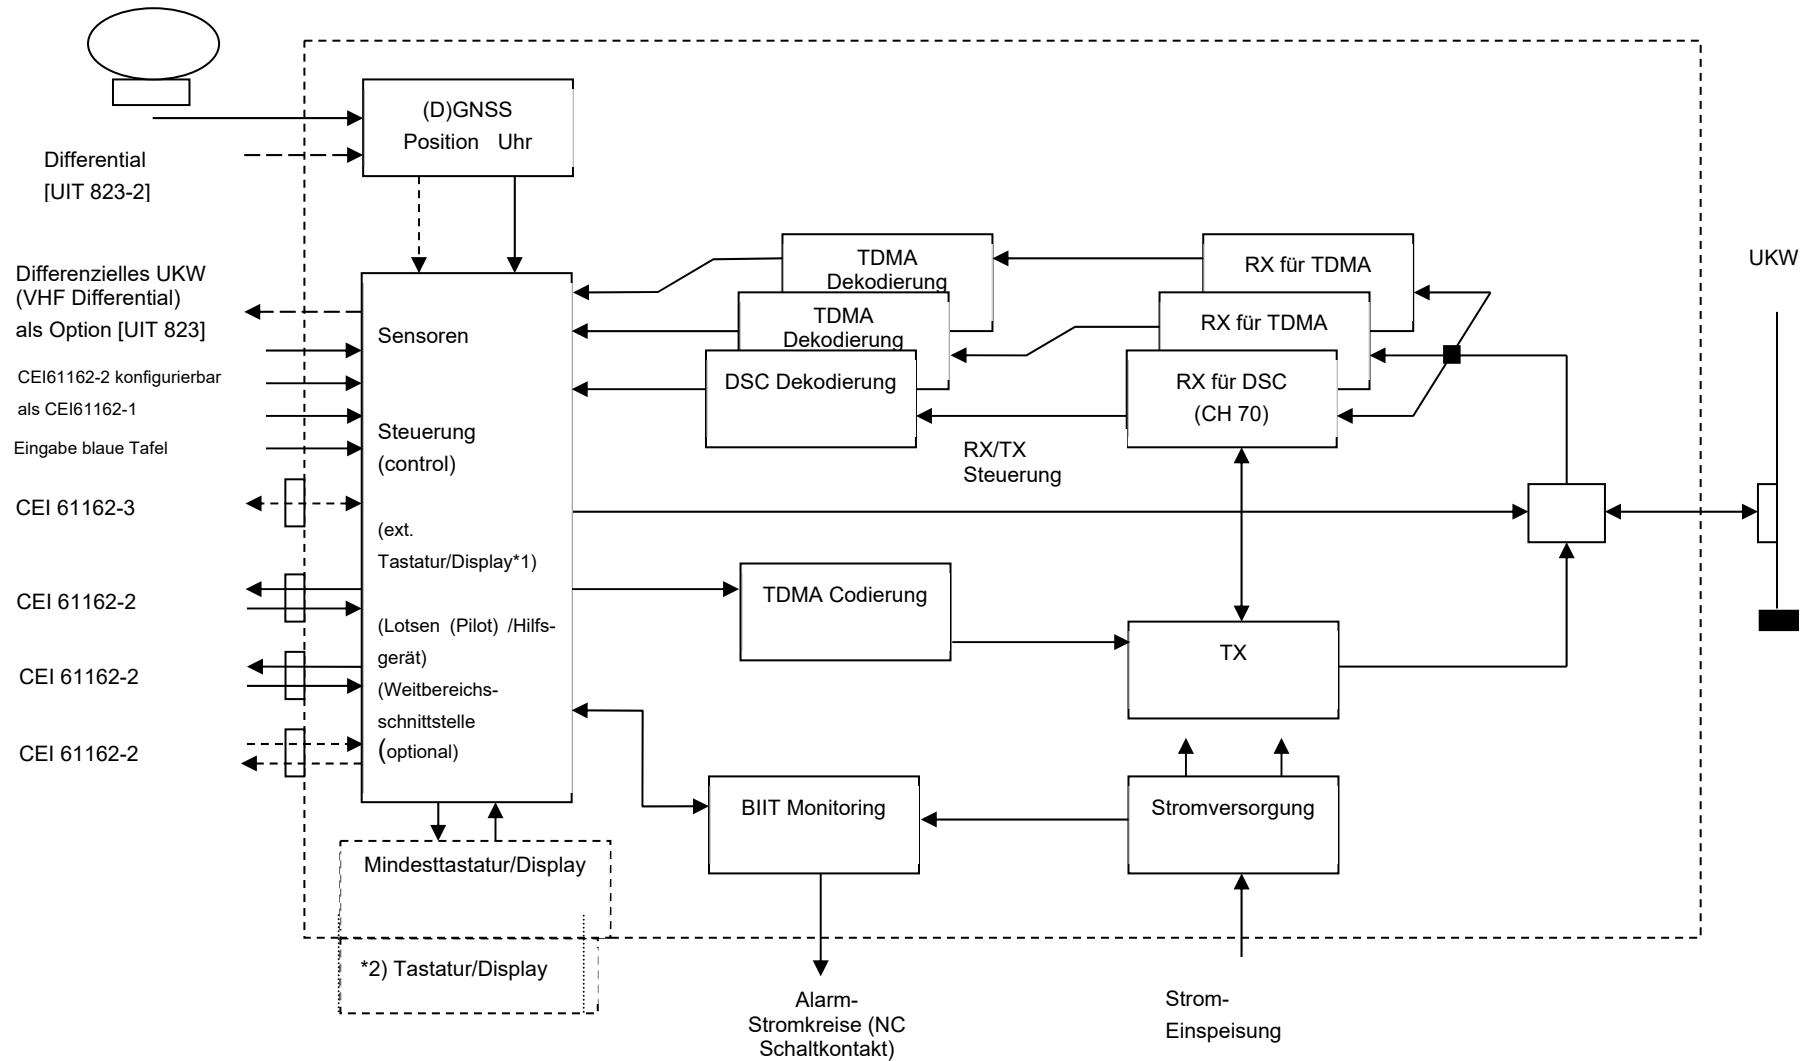 (D)GNSS
Position Uhr
Differential
[UIT 823-2]
Differenzielles UKW
(VHF Differential)
als Option [UIT 823]
CEI61162-2 konfigurierbar
als CEI61162-1
Eingabe blaue Tafel
CEI 61162-3
CEI 61162-2
CEI 61162-2
CEI 61162-2
Sensoren
Steuerung
(control)
(ext.
Tastatur/Display*1)
(Lotsen (Pilot) /Hilfs-
gerät)
(Weitbereichs-
schnittstelle
(optional)
TDMA
Dekodierung
TDMA
Dekodierung
DSC Dekodierung
RX für TDMA
RX für TDMA
RX für DSC
(CH 70)
RX/TX
Steuerung
UKW
TDMA Codierung
TX
BIIT Monitoring
Stromversorgung
Mindesttastatur/Display
*2) Tastatur/Display
Alarm-
Stromkreise (NC
Schaltkontakt)
Strom-
Einspeisung